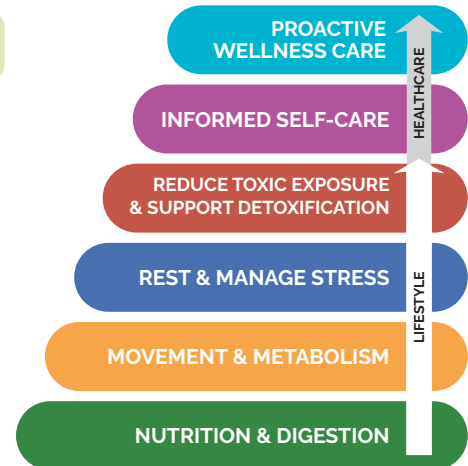 PROACTIVE
WELLNESS CARE
HEALTHCARE
INFORMED SELF-CARE
REDUCE TOXIC EXPOSURE
& SUPPORT DETOXIFICATION
REST & MANAGE STRESS
LIFESTYLE
MOVEMENT & METABOLISM
NUTRITION & DIGESTION